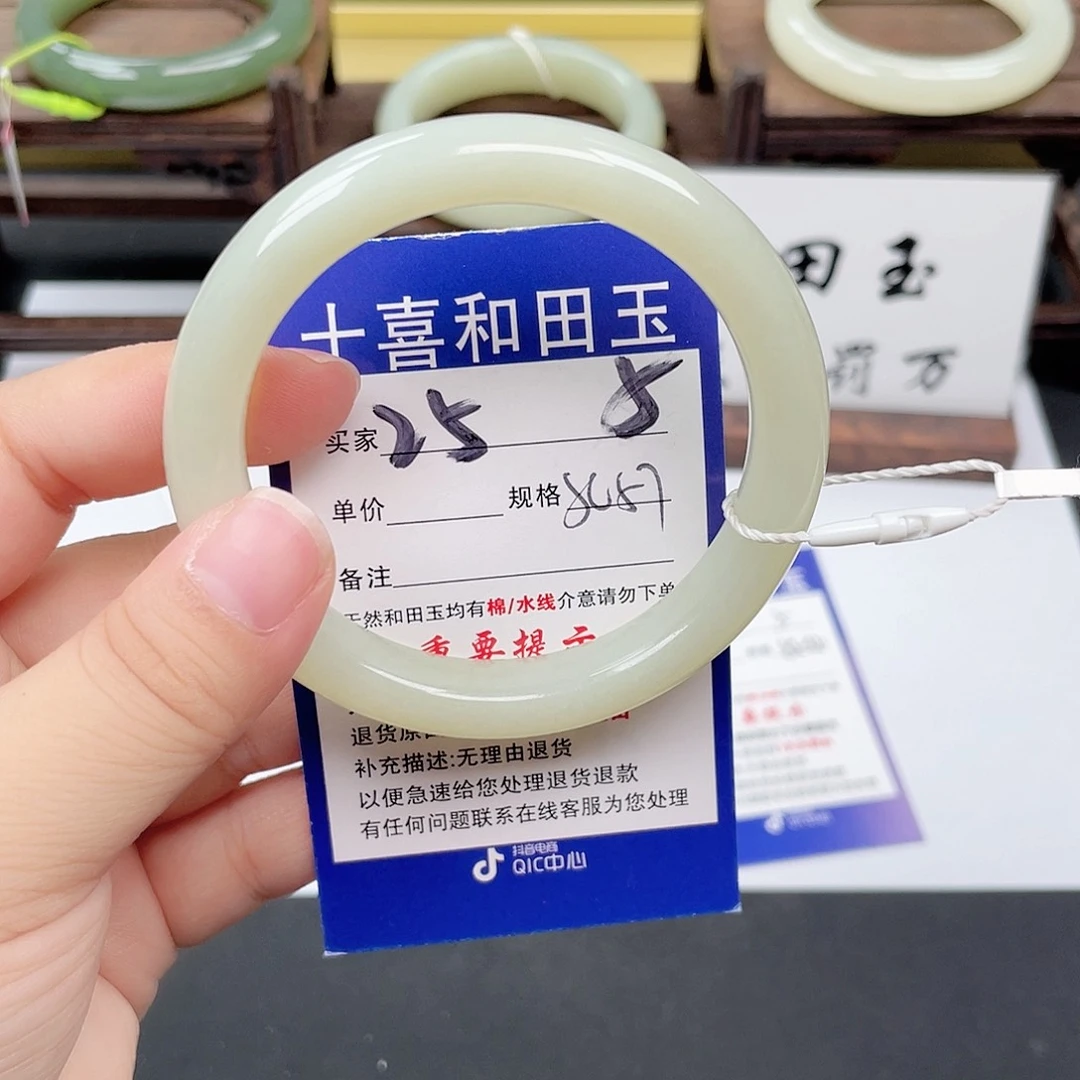 十喜和田玉
买家 25 8
单价 规格
备注
天然和田玉均有棉/水线介意请勿下单
重要提示
退货原因
补充描述:无理由退货
以便急速给您处理退货退款
有任何问题联系在线客服为您处理
抖音电商
QIC中心
田玉
罚万